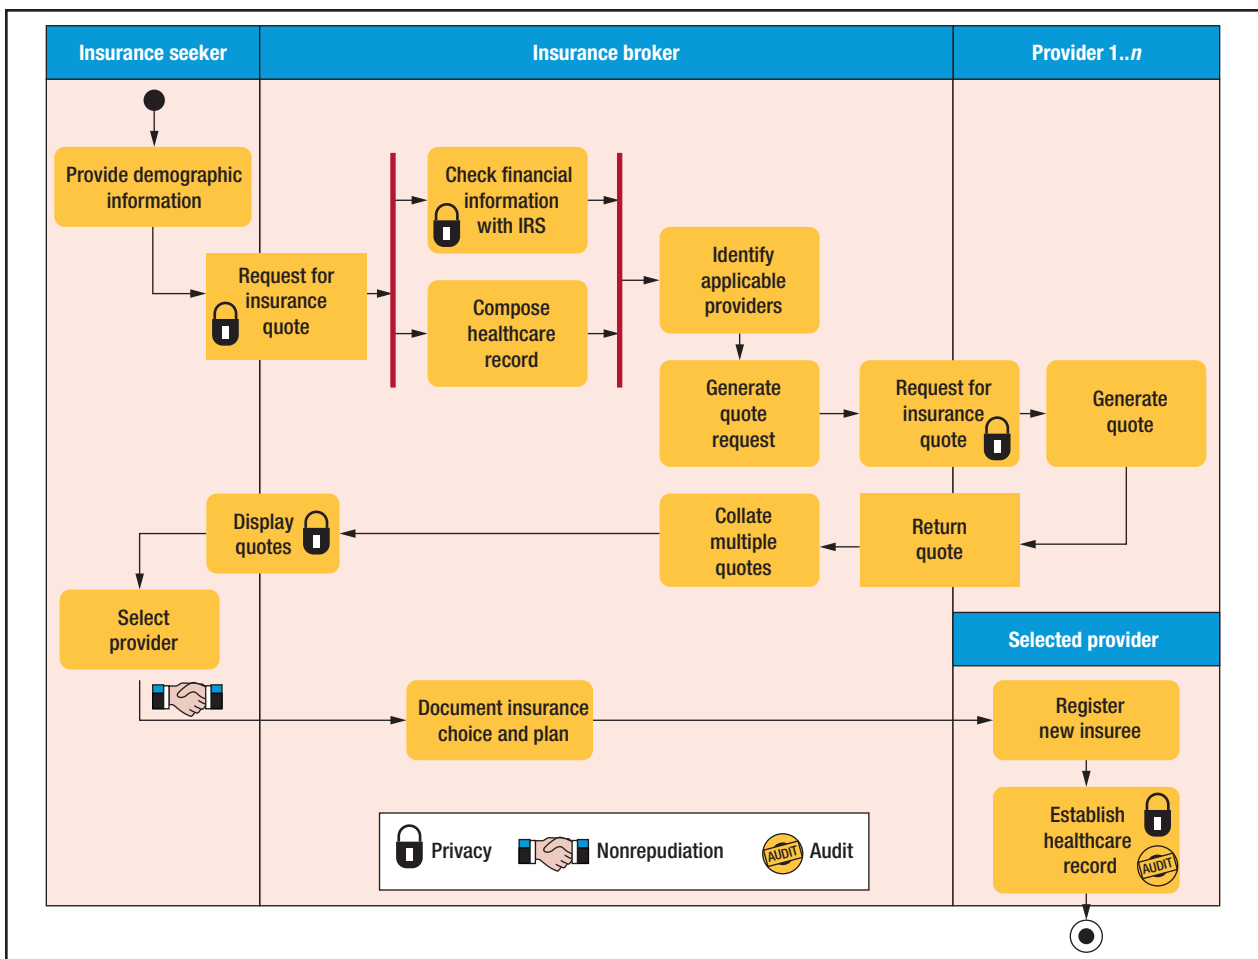 Insurance seeker
Insurance broker
Provider 1..n
Provide demographic
information
Request for
insurance
quote
Check financial
information
with IRS
Compose
healthcare
record
Identify
applicable
providers
Generate
quote
request
Request for
insurance
quote
Generate
quote
Return
quote
Collate
multiple
quotes
Display
quotes
Select
provider
Selected provider
Document insurance
choice and plan
Register
new insuree
Establish
healthcare
record
AUDIT
Privacy
Nonrepudiation
AUDIT
Audit